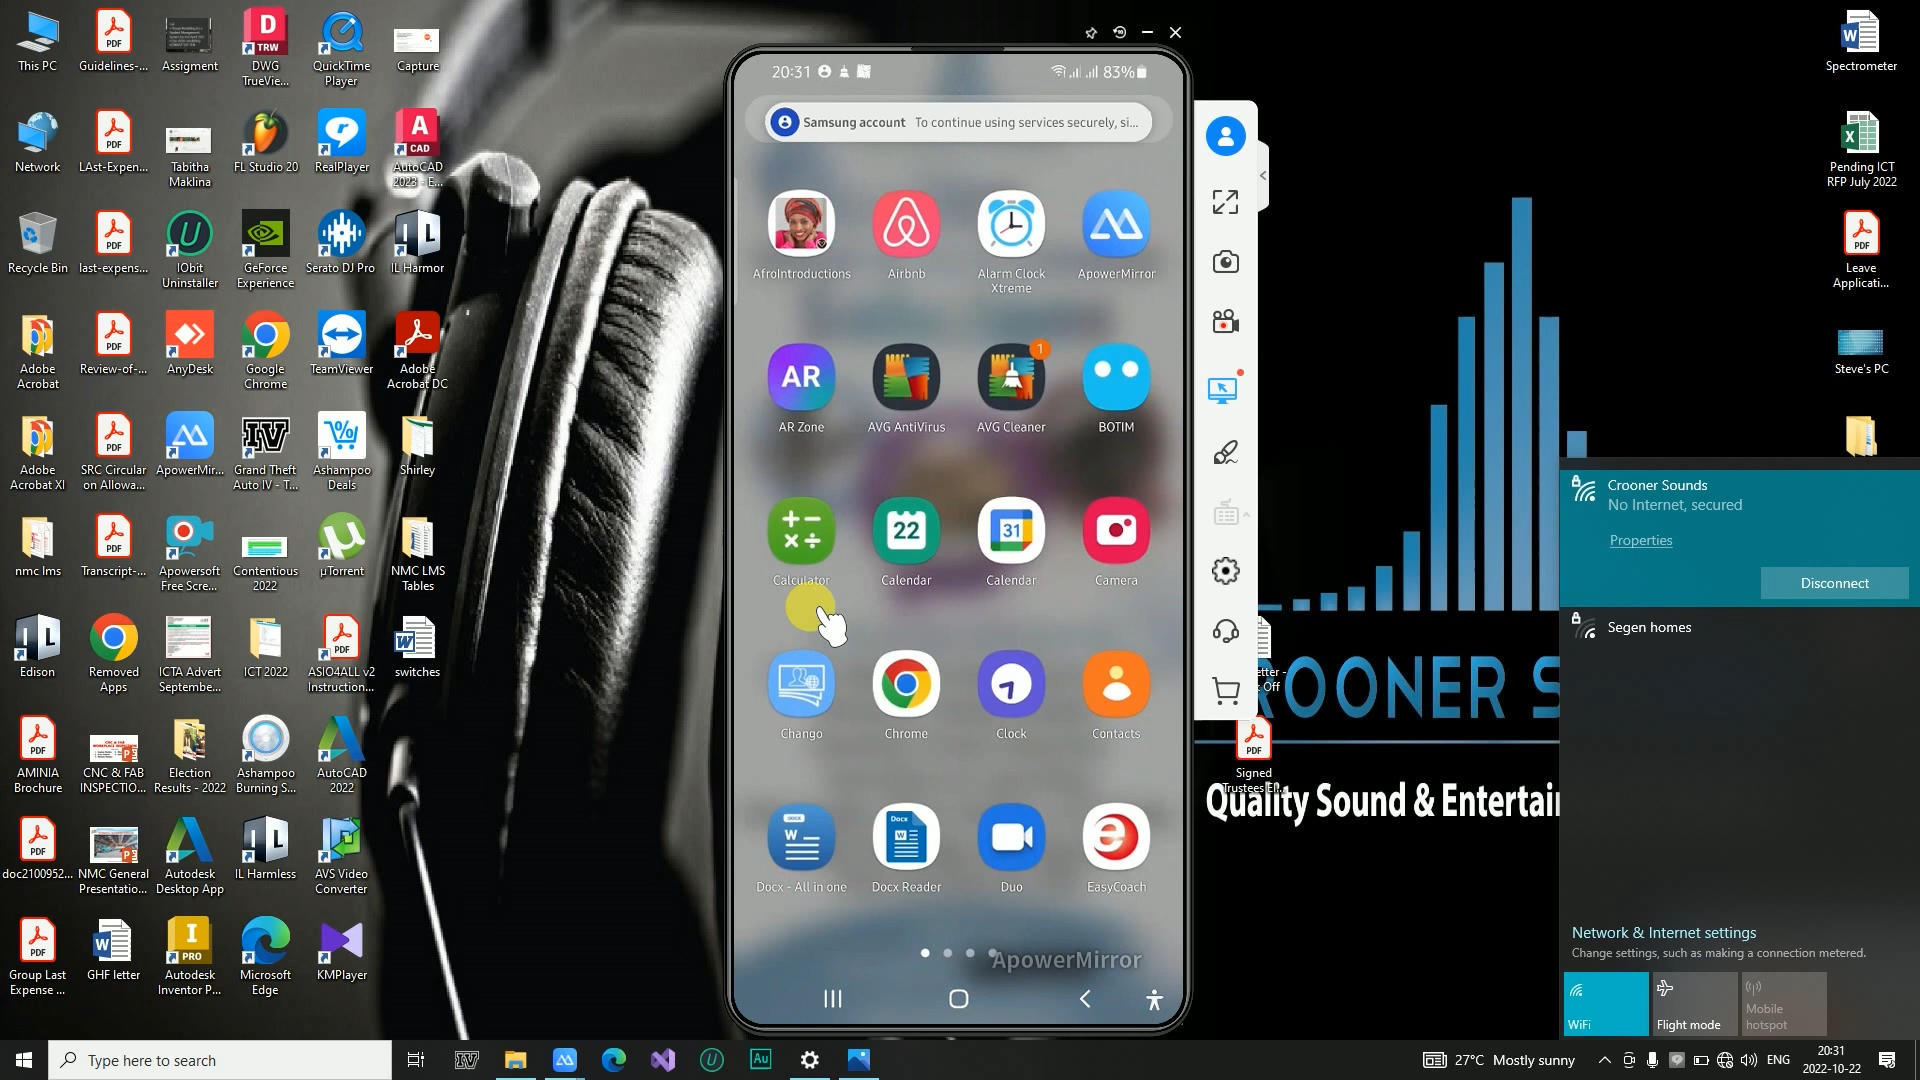 This PC
Guidelines-...
Assigment
DWG
TrueVie...
QuickTime
Player
Capture
Network
LAst-Expen...
Tabitha
Maklina
FL Studio 20
RealPlayer
AutoCAD
2023 - E...
Recycle Bin
last-expens...
IObit
Uninstaller
GeForce
Experience
Serato DJ Pro
IL Harmor
Adobe
Acrobat
Review-of-...
AnyDesk
Google
Chrome
TeamViewer
Adobe
Acrobat DC
Adobe
Acrobat XI
SRC Circular
on Allowa...
ApowerMir...
Grand Theft
Auto IV - T...
Ashampoo
Deals
Shirley
nmc lms
Transcript-...
Apowersoft
Free Scre...
Contentious
2022
µTorrent
NMC LMS
Tables
Edison
Removed
Apps
ICTA Advert
Septembe...
ICT 2022
ASIO4ALL v2
Instruction...
switches
AMINIA
Brochure
CNC & FAB
INSPECTIO...
Election
Results - 2022
Ashampoo
Burning S...
AutoCAD
2022
doc2100952...
NMC General
Presentatio...
Autodesk
Desktop App
IL Harmless
AVS Video
Converter
Group Last
Expense ...
GHF letter
Autodesk
Inventor P...
Microsoft
Edge
KMPlayer
20:31
83%
Samsung account To continue using services securely, si...
AfroIntroductions
Airbnb
Alarm Clock
Xtreme
ApowerMirror
AR
AR Zone
AVG AntiVirus
1
AVG Cleaner
BOTIM
Calculator
22
Calendar
31
Calendar
Camera
Chango
Chrome
Clock
Contacts
Docx - All in one
Docx Reader
Duo
EasyCoach
ApowerMirror
Spectrometer
Pending ICT
RFP July 2022
Leave
Applicati...
Steve's PC
etter -
t Off
Signed
Trustees El...
ROONER S
Quality Sound & Entertain
Crooner Sounds
No Internet, secured
Properties
Disconnect
Segen homes
Network & Internet settings
Change settings, such as making a connection metered.
WiFi
Flight mode
Mobile
hotspot
Type here to search
27°C Mostly sunny
ENG
20:31
2022-10-22